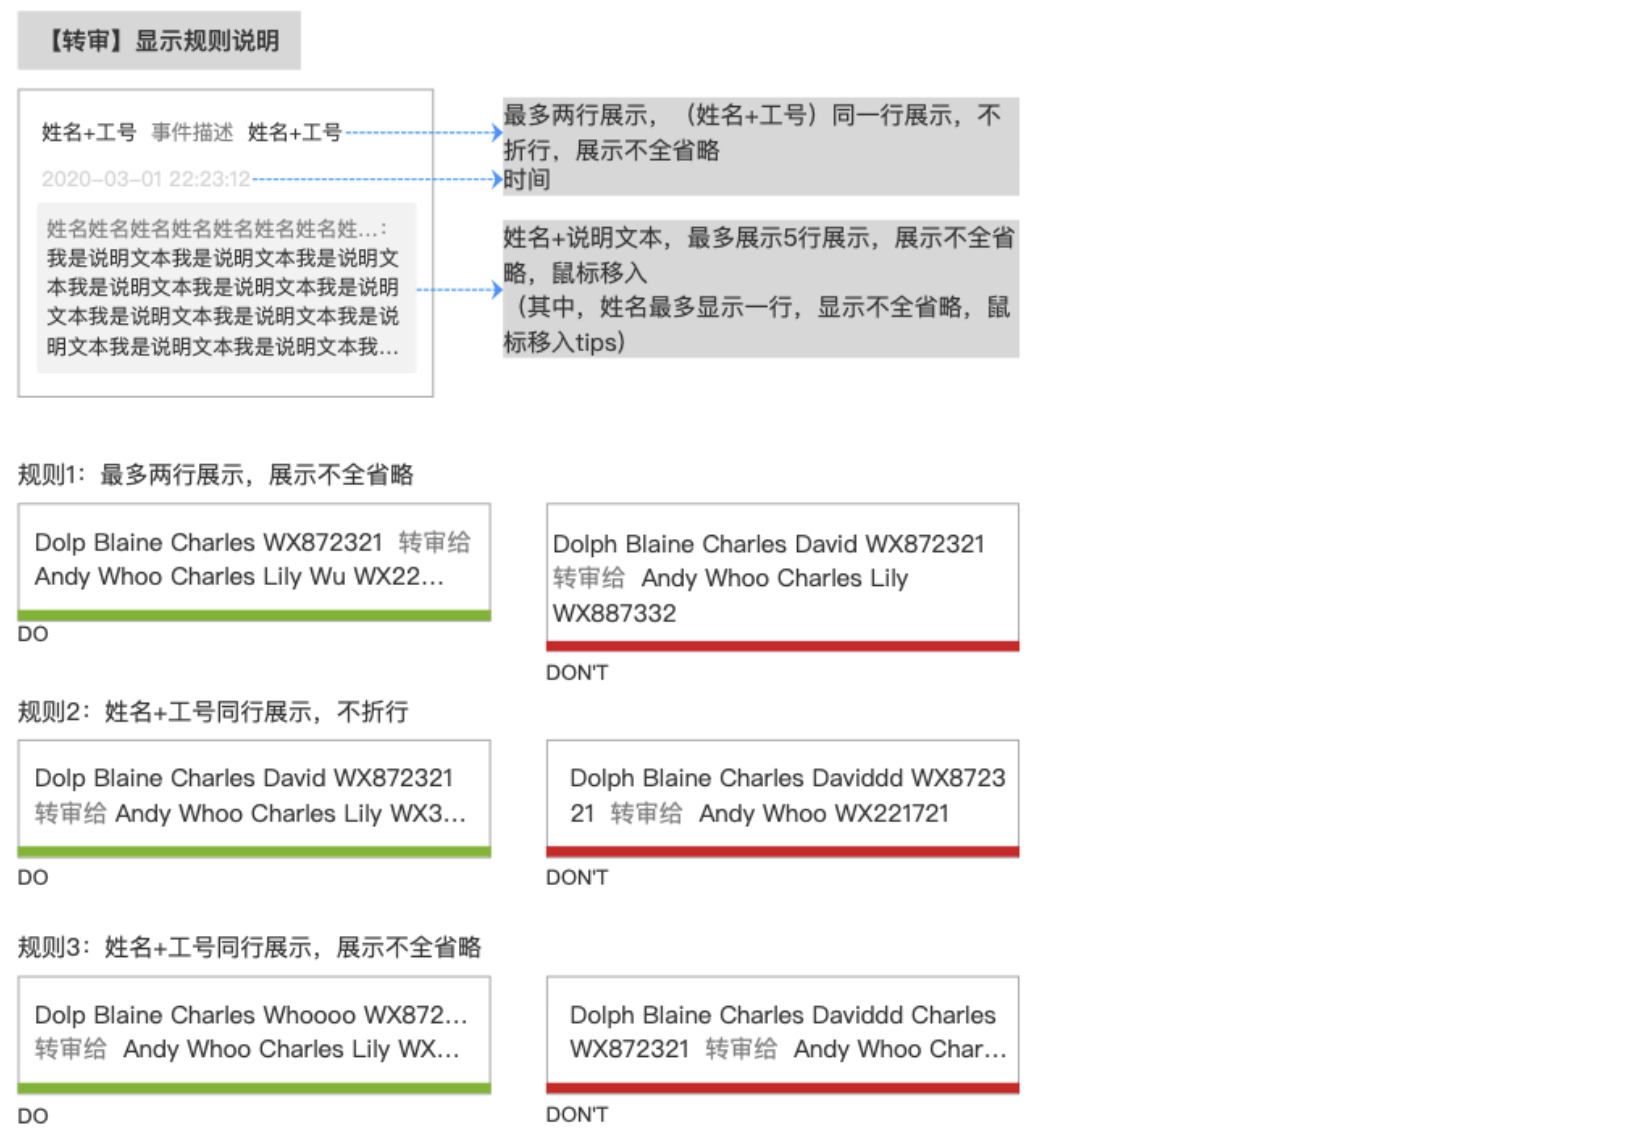 【转审】显示规则说明
姓名+工号 事件描述 姓名+工号
2020-03-01 22:23:12
姓名姓名姓名姓名姓名姓名姓名姓...：
我是说明文本我是说明文本我是说明文
本我是说明文本我是说明文本我是说明
文本我是说明文本我是说明文本我是说
明文本我是说明文本我是说明文本我...
最多两行展示，（姓名+工号）同一行展示，不
折行，展示不全省略
时间
姓名+说明文本，最多展示5行展示，展示不全省
略，鼠标移入
（其中，姓名最多显示一行，显示不全省略，鼠
标移入tips)
规则1：最多两行展示，展示不全省略
Dolp Blaine Charles WX872321 转审给
Andy Whoo Charles Lily Wu WX22...
DO
Dolph Blaine Charles David WX872321
转审给 Andy Whoo Charles Lily
WX887332
DON'T
规则2：姓名+工号同行展示，不折行
Dolp Blaine Charles David WX872321
转审给 Andy Whoo Charles Lily WX3...
DO
Dolph Blaine Charles Daviddd WX8723
21 转审给 Andy Whoo WX221721
DON'T
规则3：姓名+工号同行展示，展示不全省略
Dolp Blaine Charles Whoooo WX872...
转审给 Andy Whoo Charles Lily WX...
DO
Dolph Blaine Charles Daviddd Charles
WX872321 转审给 Andy Whoo Char...
DON'T